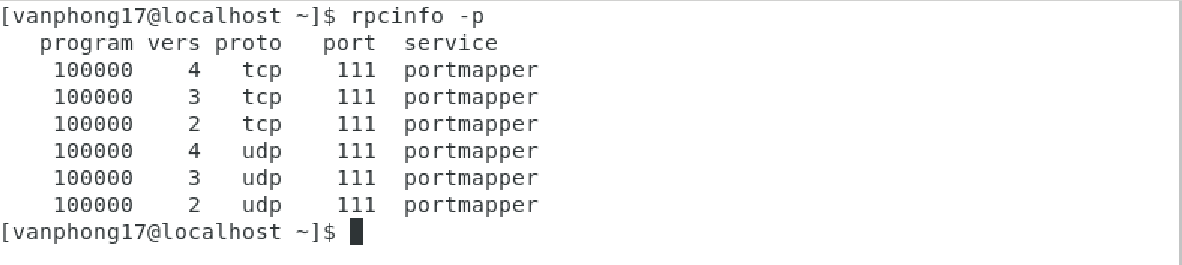 [vanphong17@localhost ~]$ rpcinfo -p
   program vers proto   port  service
    100000    4   tcp    111  portmapper
    100000    3   tcp    111  portmapper
    100000    2   tcp    111  portmapper
    100000    4   udp    111  portmapper
    100000    3   udp    111  portmapper
    100000    2   udp    111  portmapper
[vanphong17@localhost ~]$